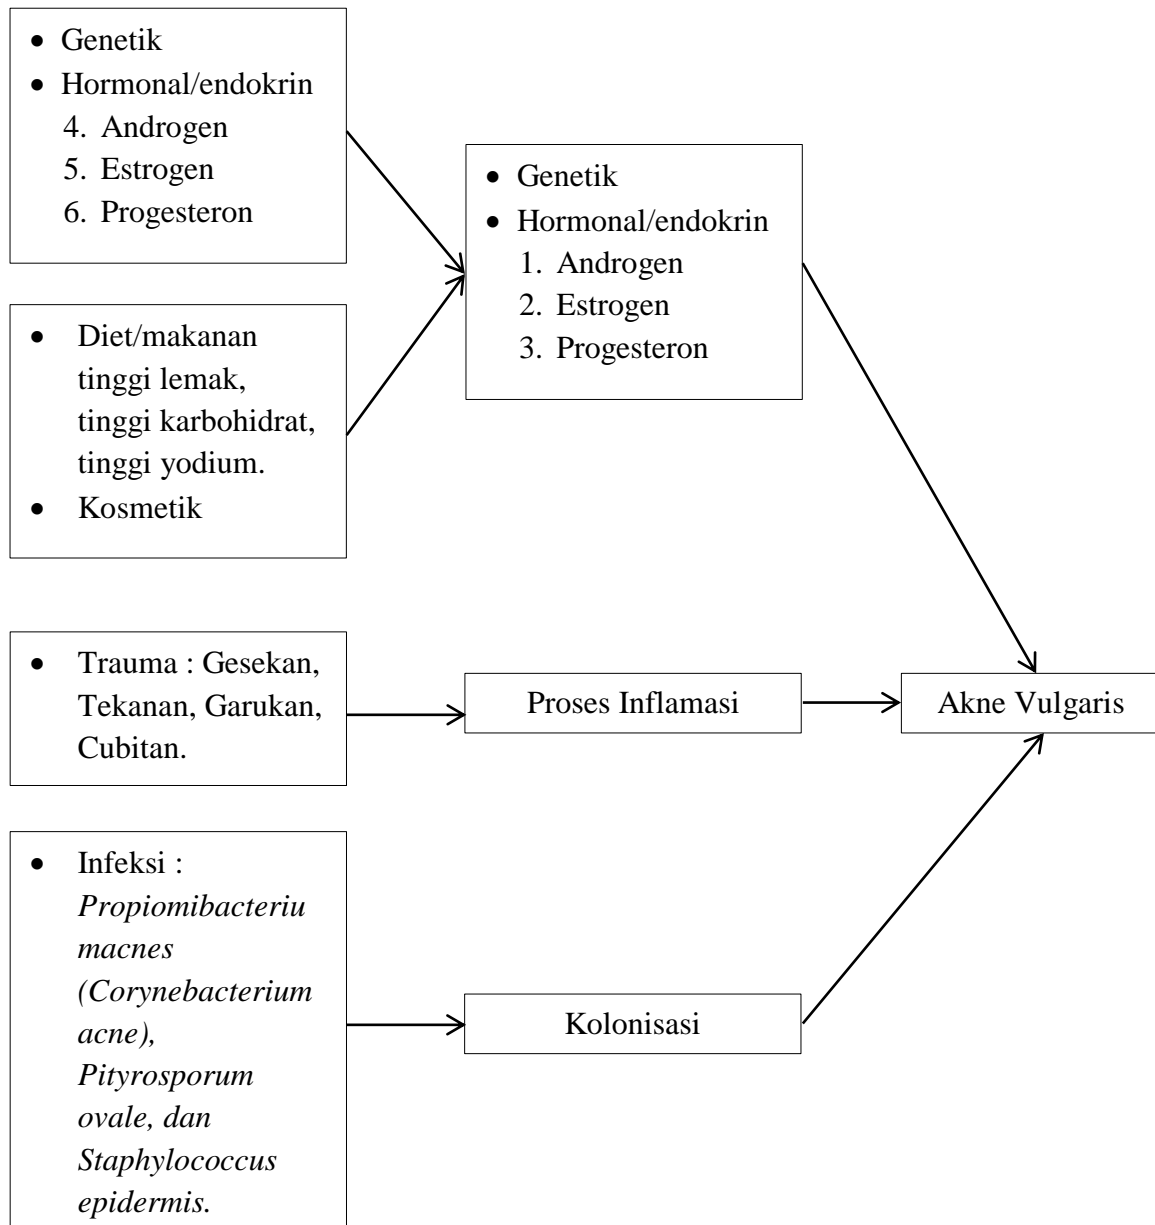 • Genetik
• Hormonal/endokrin
4. Androgen
5. Estrogen
6. Progesteron
• Genetik
• Hormonal/endokrin
1. Androgen
2. Estrogen
3. Progesteron
• Diet/makanan
tinggi lemak,
tinggi karbohidrat,
tinggi yodium.
• Kosmetik
• Trauma : Gesekan,
Tekanan, Garukan,
Cubitan.
Proses Inflamasi
Akne Vulgaris
• Infeksi :
Propiomibacteriu
macnes
(Corynebacterium
acne),
Pityrosporum
ovale, dan
Staphylococcus
epidermis.
Kolonisasi